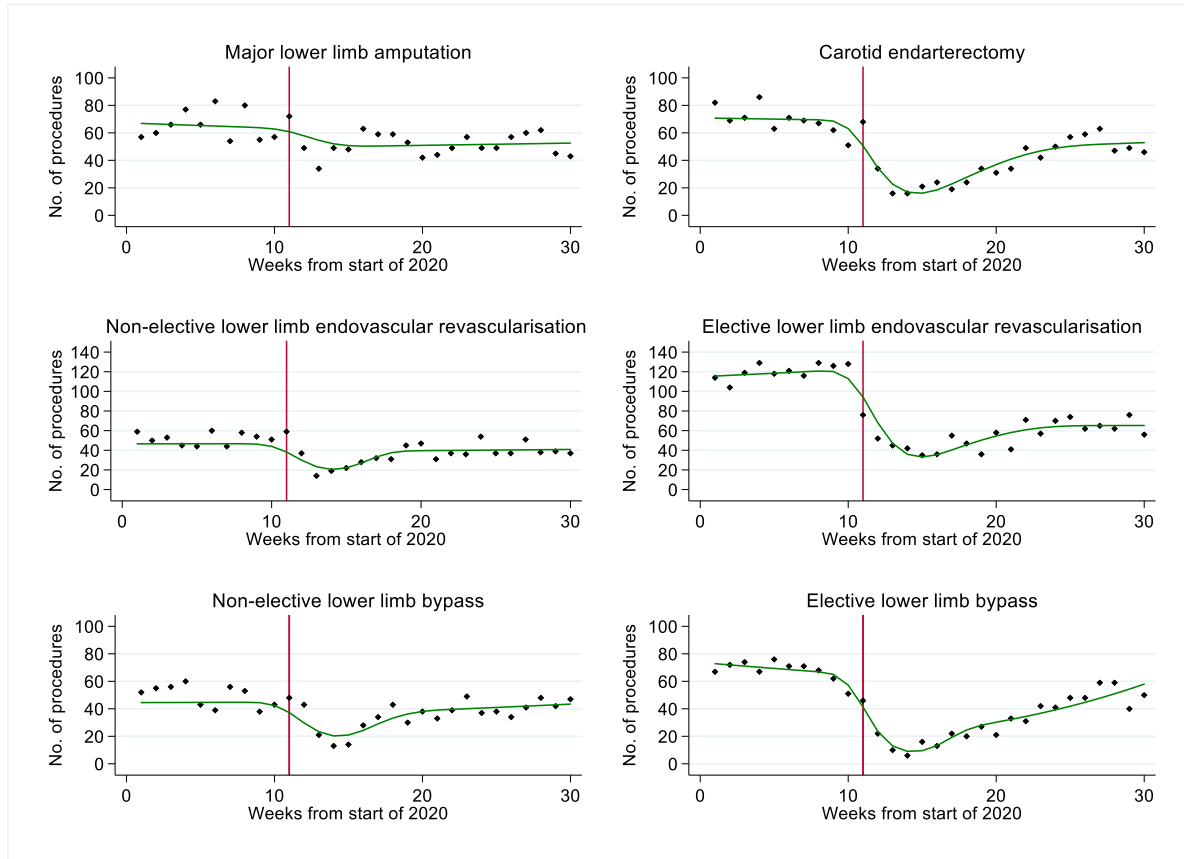 Major lower limb amputation
No. of procedures
100
80
60
40
20
0
0 10 20 30
Weeks from start of 2020
Carotid endarterectomy
No. of procedures
100
80
60
40
20
0
0 10 20 30
Weeks from start of 2020
Non-elective lower limb endovascular revascularisation
No. of procedures
140
120
100
80
60
40
20
0
0 10 20 30
Weeks from start of 2020
Elective lower limb endovascular revascularisation
No. of procedures
140
120
100
80
60
40
20
0
0 10 20 30
Weeks from start of 2020
Non-elective lower limb bypass
No. of procedures
100
80
60
40
20
0
0 10 20 30
Weeks from start of 2020
Elective lower limb bypass
No. of procedures
100
80
60
40
20
0
0 10 20 30
Weeks from start of 2020